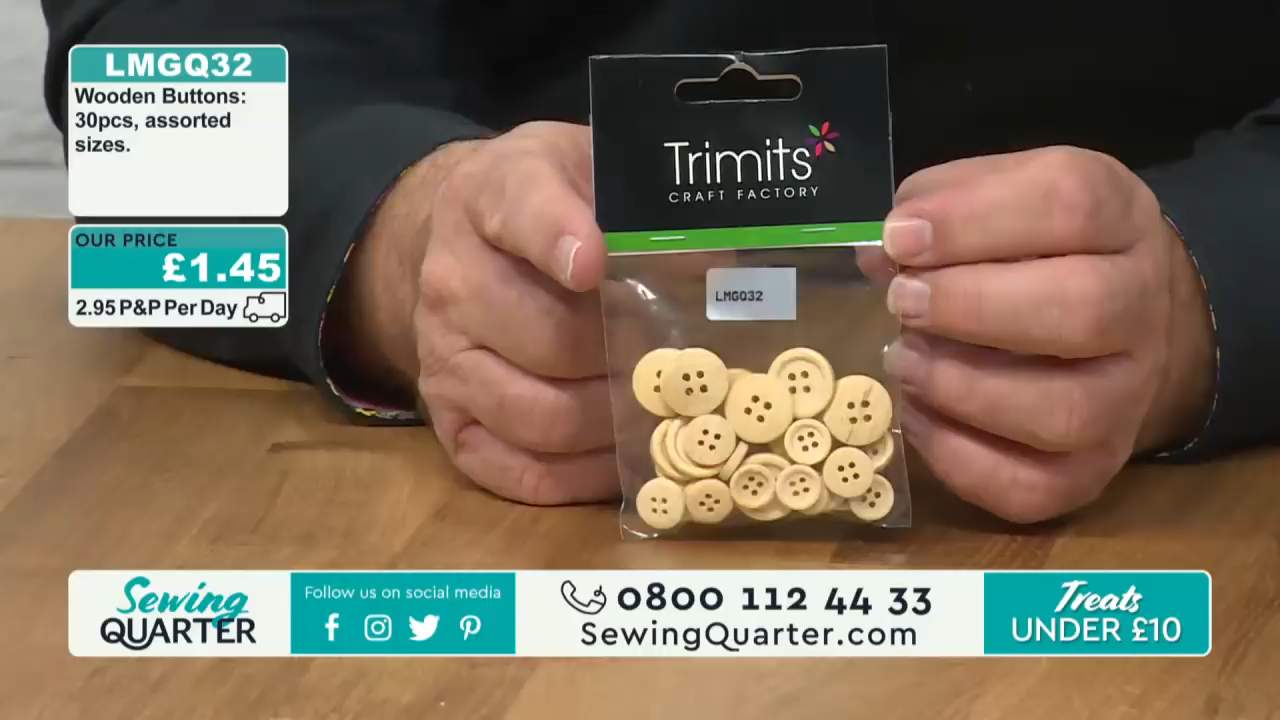 LMGQ32
Wooden Buttons:
30pcs, assorted
sizes.
OUR PRICE
£1.45
2.95 P&P Per Day
Trimits
CRAFT FACTORY
LMGQ32
Sewing
QUARTER
Follow us on social media
0800 112 44 33
SewingQuarter.com
Treats
UNDER £10